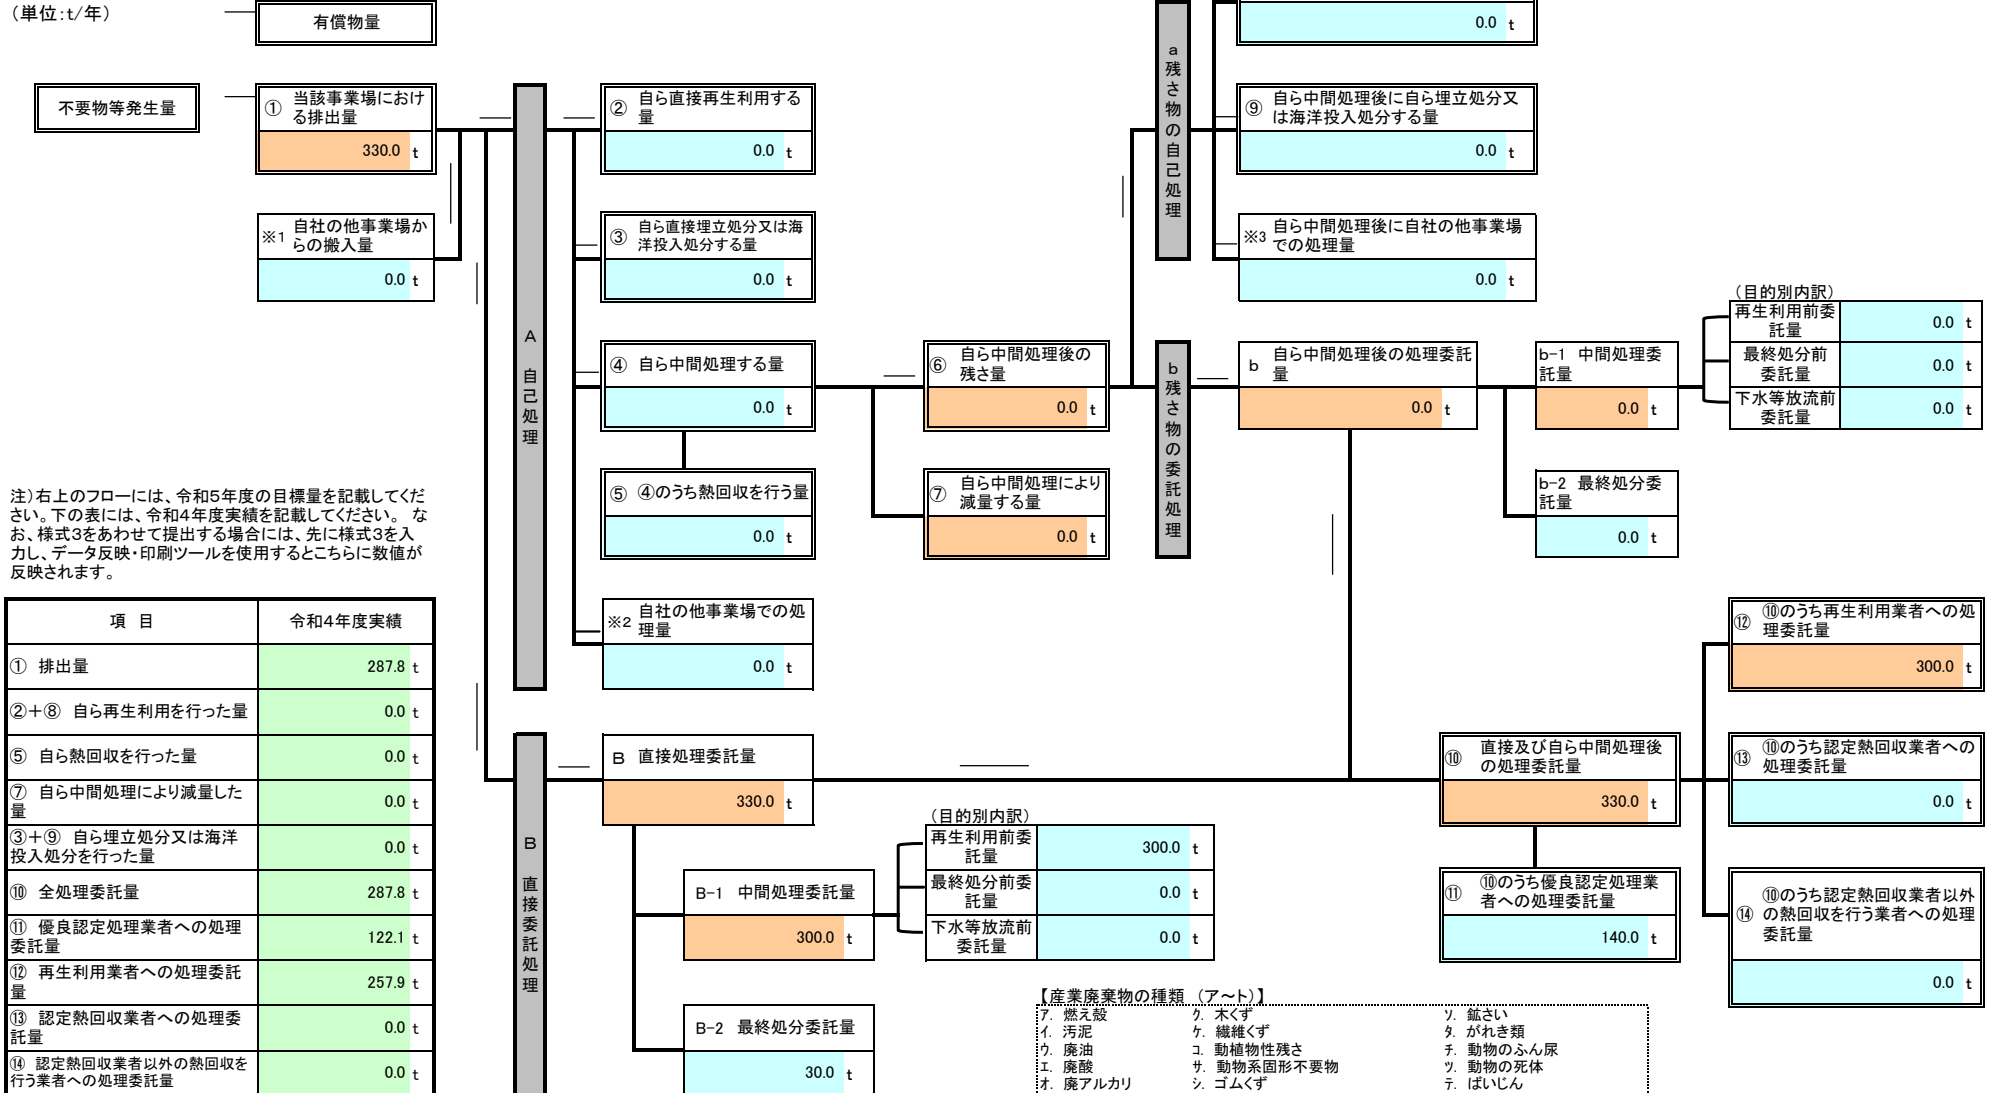 （単位：t/年）
有償物量
不要物等発生量
① 当該事業場におけ
る排出量
330.0 t
※1 自社の他事業場か
らの搬入量
0.0 t
A 自己処理
② 自ら直接再生利用する
量
0.0 t
③ 自ら直接埋立処分又は海
洋投入処分する量
0.0 t
④ 自ら中間処理する量
0.0 t
⑤ ④のうち熱回収を行う量
0.0 t
※2 自社の他事業場での処
理量
0.0 t
⑥ 自ら中間処理後の
残さ量
0.0 t
⑦ 自ら中間処理により
減量する量
0.0 t
a 残さ物の自己処理
0.0 t
⑨ 自ら中間処理後に自ら埋立処分又
は海洋投入処分する量
0.0 t
※3 自ら中間処理後に自社の他事業場
での処理量
0.0 t
b 残さ物の委託処理
b 自ら中間処理後の処理委託
量
0.0 t
b-1 中間処理委
託量
0.0 t
b-2 最終処分委
託量
0.0 t
（目的別内訳）
再生利用前委
託量
0.0 t
最終処分前
委託量
0.0 t
下水等放流前
委託量
0.0 t
注）右上のフローには、令和５年度の目標量を記載してくだ
さい。下の表には、令和４年度実績を記載してください。 な
お、様式３をあわせて提出する場合には、先に様式３を入
力し、データ反映・印刷ツールを使用するとこちらに数値が
反映されます。
項 目 令和４年度実績
① 排出量 287.8 t
②＋⑧ 自ら再生利用を行った量 0.0 t
⑤ 自ら熱回収を行った量 0.0 t
⑦ 自ら中間処理により減量した
量 0.0 t
③＋⑨ 自ら埋立処分又は海洋
投入処分を行った量 0.0 t
⑩ 全処理委託量 287.8 t
⑪ 優良認定処理業者への処理
委託量 122.1 t
⑫ 再生利用業者への処理委託
量 257.9 t
⑬ 認定熱回収業者への処理委
託量 0.0 t
⑭ 認定熱回収業者以外の熱回収を
行う業者への処理委託量 0.0 t
B 直接委託処理
B 直接処理委託量
330.0 t
B-1 中間処理委託量
300.0 t
B-2 最終処分委託量
30.0 t
（目的別内訳）
再生利用前委
託量
300.0 t
最終処分前委
託量
0.0 t
下水等放流前
委託量
0.0 t
⑩ 直接及び自ら中間処理後
の処理委託量
330.0 t
⑪ ⑩のうち優良認定処理業
者への処理委託量
140.0 t
⑫ ⑩のうち再生利用業者への処
理委託量
300.0 t
⑬ ⑩のうち認定熱回収業者への
処理委託量
0.0 t
⑭ ⑩のうち認定熱回収業者以外
の熱回収を行う業者への処理
委託量
0.0 t
【産業廃棄物の種類 （ア～ト）】
ア. 燃え殻 ク. 木くず ソ. 鉱さい
イ. 汚泥 ケ. 繊維くず タ. がれき類
ウ. 廃油 コ. 動植物性残さ チ. 動物のふん尿
エ. 廃酸 サ. 動物系固形不要物 ツ. 動物の死体
オ. 廃アルカリ シ. ゴムくず テ. ばいじん